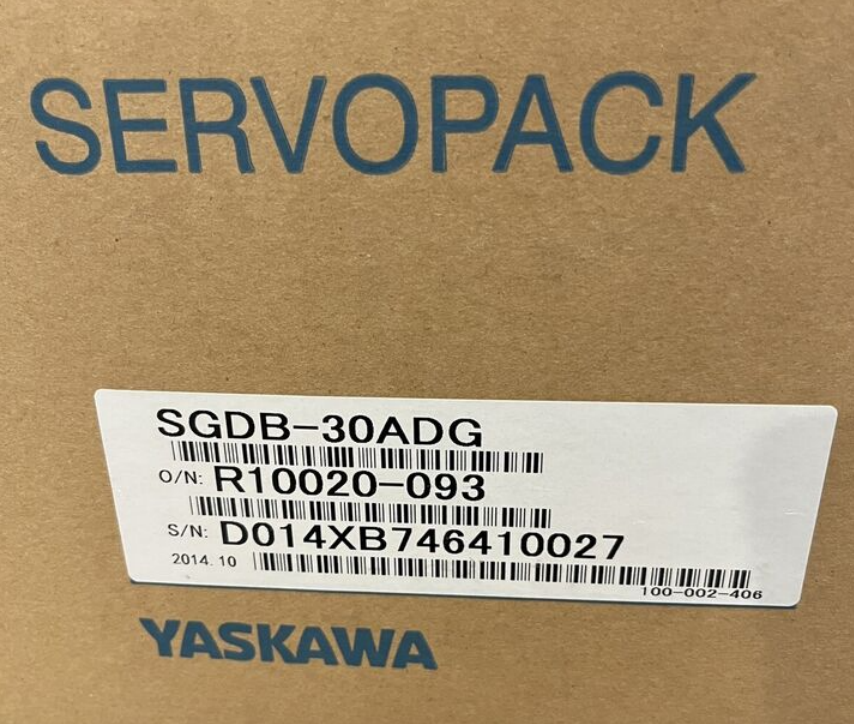 SERVOPACK
SGDB-30ADG
O/N: R10020-093
S/N: D014XB746410027
2014.10
100-002-406
YASKAWA